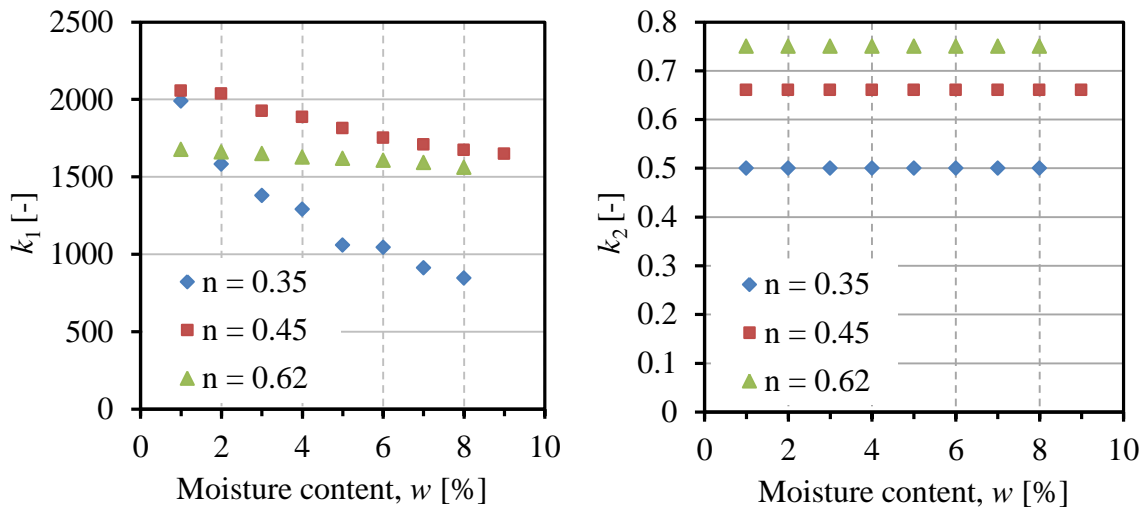 2500
2000
1500
1000
500
0
k₁ [-]
n = 0.35
n = 0.45
n = 0.62
0 2 4 6 8 10
Moisture content, w [%]
0.8
0.7
0.6
0.5
0.4
0.3
0.2
0.1
0
k₂ [-]
n = 0.35
n = 0.45
n = 0.62
0 2 4 6 8 10
Moisture content, w [%]